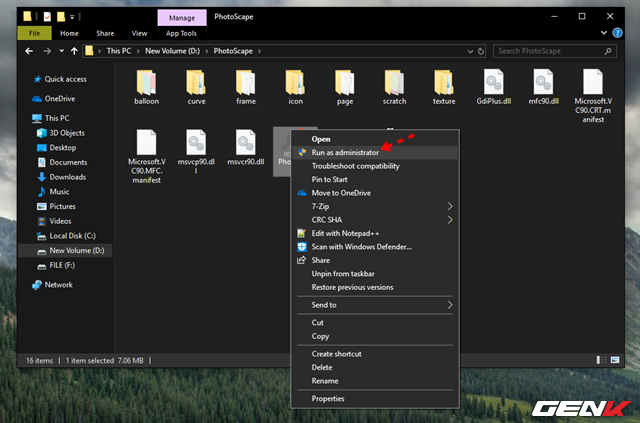 Manage
PhotoScape
File
Home
Share
View
App Tools
This PC > New Volume (D:) > PhotoScape >
Search PhotoScape
Quick access
OneDrive
This PC
3D Objects
Desktop
Documents
Downloads
Music
Pictures
Videos
Local Disk (C:)
New Volume (D:)
FILE (F:)
Network
balloon
curve
frame
icon
page
scratch
texture
GdiPlus.dll
mfc90.dll
Microsoft.V
C90.CRT.m
anifest
Microsoft.V
C90.MFC.
manifest
msvcp90.dl
l
msvcr90.dll
Open
Run as administrator
Troubleshoot compatibility
Pin to Start
Move to OneDrive
7-Zip
CRC SHA
Edit with Notepad++
Scan with Windows Defender...
Share
Unpin from taskbar
Restore previous versions
Send to
Cut
Copy
Create shortcut
Delete
Rename
Properties
16 items
1 item selected 7.06 MB
GENK